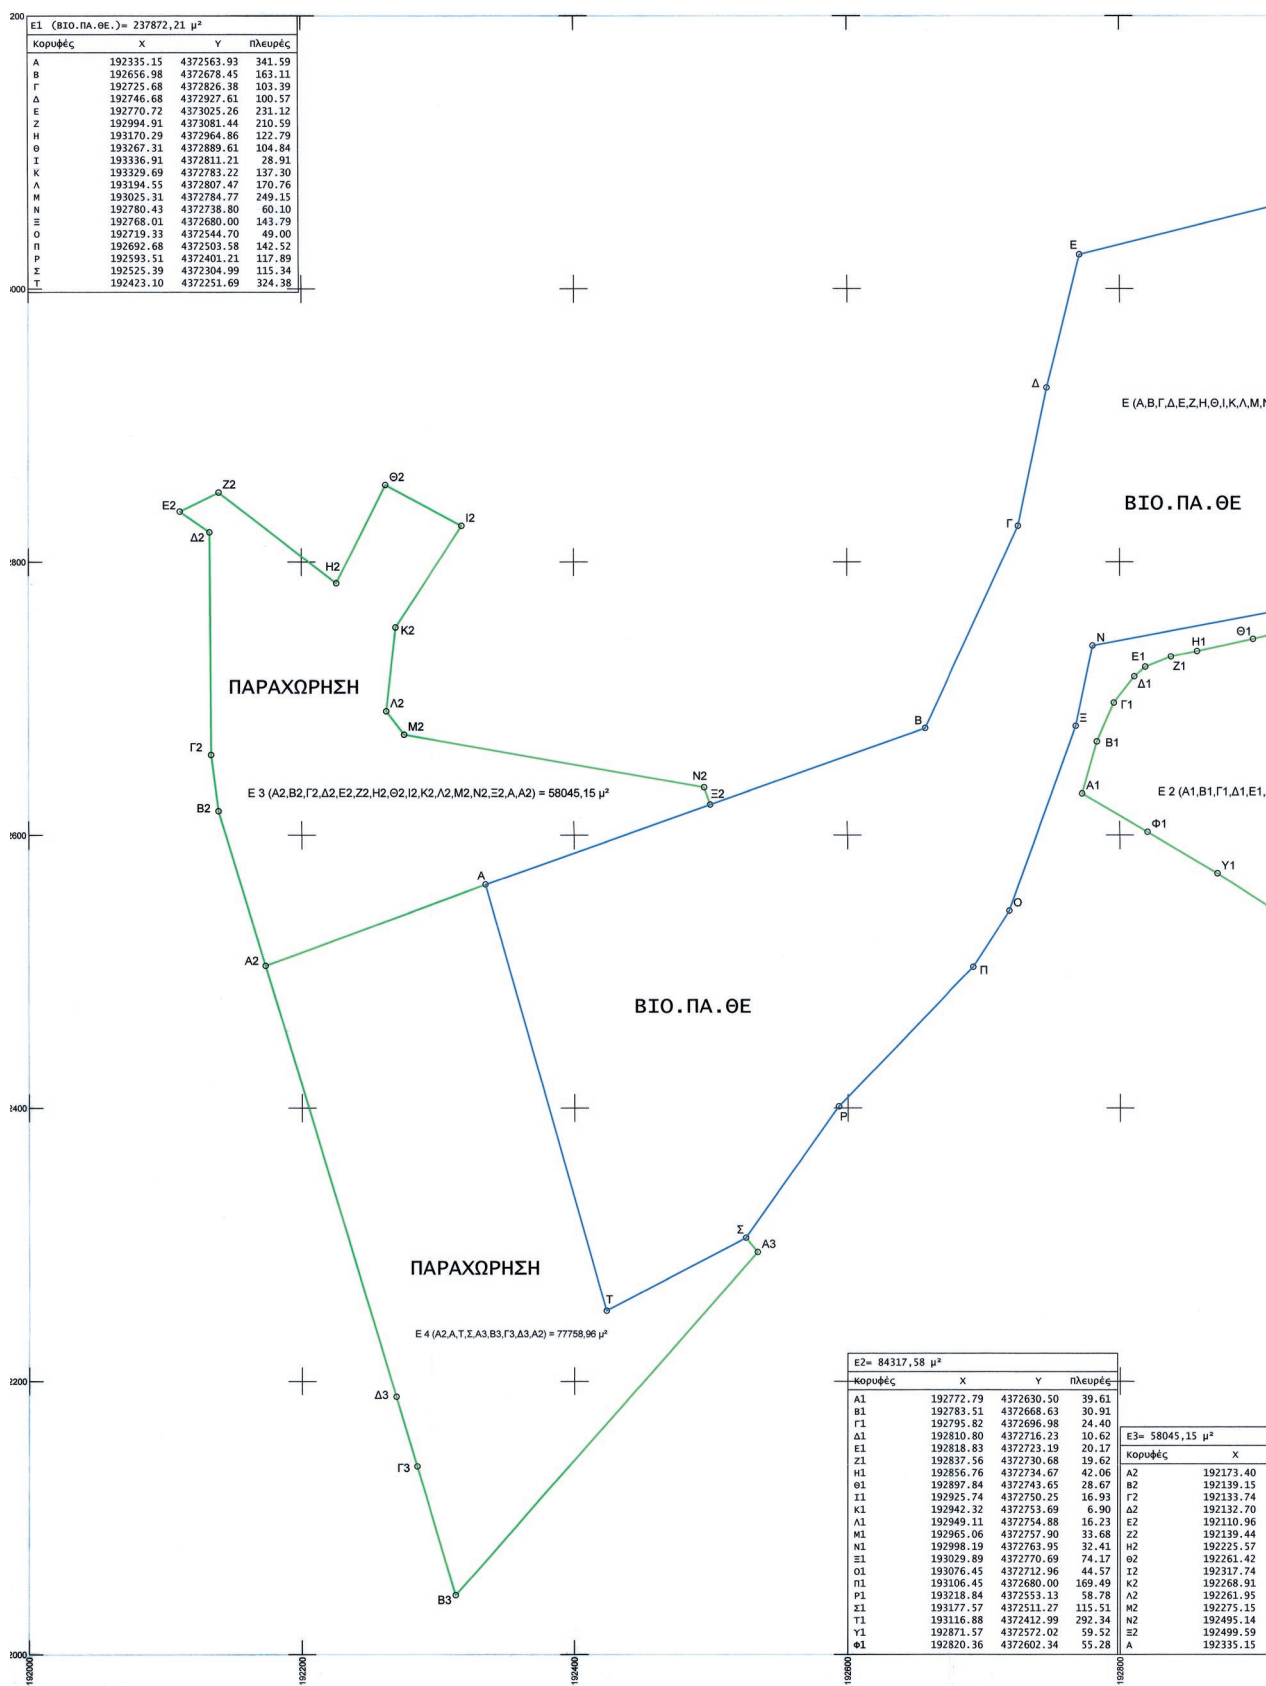 E1 (ΒΙΟ.ΠΑ.ΘΕ.)= 237872,21 μ²
Κορυφές X Y Πλευρές
Α 192335.15 4372563.93 341.59
Β 192656.98 4372678.45 163.11
Γ 192725.68 4372826.38 103.39
Δ 192746.68 4372927.61 100.57
Ε 192770.72 4373025.26 231.12
Ζ 192994.91 4373081.44 210.59
Η 193170.29 4372964.86 122.79
Θ 193267.31 4372889.61 104.84
Ι 193336.91 4372811.21 28.91
Κ 193329.69 4372783.22 137.30
Λ 193194.55 4372807.47 170.76
Μ 193025.31 4372784.77 249.15
Ν 192780.43 4372738.80 60.10
Ξ 192768.01 4372680.00 143.79
Ο 192719.33 4372544.70 49.00
Π 192692.68 4372503.58 142.52
Ρ 192593.51 4372401.21 117.89
Σ 192525.39 4372304.99 115.34
Τ 192423.10 4372251.69 324.38
Ε
Δ
Ε (Α,Β,Γ,Δ,Ε,Ζ,Η,Θ,Ι,Κ,Λ,Μ,Ν
ΒΙΟ.ΠΑ.ΘΕ
Θ2
Ζ2
Ε2
Ι2
Γ
Δ2
Η2
Κ2
Θ1
Ν
Η1
Ε1
Ζ1
Δ1
ΠΑΡΑΧΩΡΗΣΗ
Γ1
Λ2
Μ2
Β
Ξ
Β1
Γ2
Ν2
Ξ2
Α1
Ε 3 (Α2,Β2,Γ2,Δ2,Ε2,Ζ2,Η2,Θ2,Ι2,Κ2,Λ2,Μ2,Ν2,Ξ2,Α,Α2) = 58045,15 μ²
Ε 2 (Α1,Β1,Γ1,Δ1,Ε1,
Β2
Φ1
Υ1
Α
Ο
Α2
Π
ΒΙΟ.ΠΑ.ΘΕ
Ρ
Σ
Α3
ΠΑΡΑΧΩΡΗΣΗ
Τ
Ε 4 (Α2,Α,Τ,Σ,Α3,Β3,Γ3,Δ3,Α2) = 77758,96 μ²
Δ3
Γ3
Β3
E2= 84317,58 μ²
Κορυφές X Y Πλευρές
Α1 192772.79 4372630.50 39.61
Β1 192783.51 4372668.63 30.91
Γ1 192795.82 4372696.98 24.40
Δ1 192810.80 4372716.23 10.62
Ε1 192818.83 4372723.19 20.17
Ζ1 192837.56 4372730.68 19.62
Η1 192856.76 4372734.67 42.06
Θ1 192897.84 4372743.65 28.67
Ι1 192925.74 4372750.25 16.93
Κ1 192942.32 4372753.69 6.90
Λ1 192949.11 4372754.88 16.23
Μ1 192965.06 4372757.90 33.68
Ν1 192998.19 4372763.95 32.41
Ξ1 193029.89 4372770.69 74.17
Ο1 193076.45 4372712.96 44.57
Π1 193106.45 4372680.00 169.49
Ρ1 193218.84 4372553.13 58.78
Σ1 193177.57 4372511.27 115.51
Τ1 193116.88 4372412.99 292.34
Υ1 192871.57 4372572.02 59.52
Φ1 192820.36 4372602.34 55.28
E3= 58045,15 μ²
Κορυφές X
Α2 192173.40
Β2 192139.15
Γ2 192133.74
Δ2 192132.70
Ε2 192110.96
Ζ2 192139.44
Η2 192225.57
Θ2 192261.42
Ι2 192317.74
Κ2 192268.91
Λ2 192261.95
Μ2 192275.15
Ν2 192495.14
Ξ2 192499.59
Α 192335.15
192000
192200
192400
192600
192800